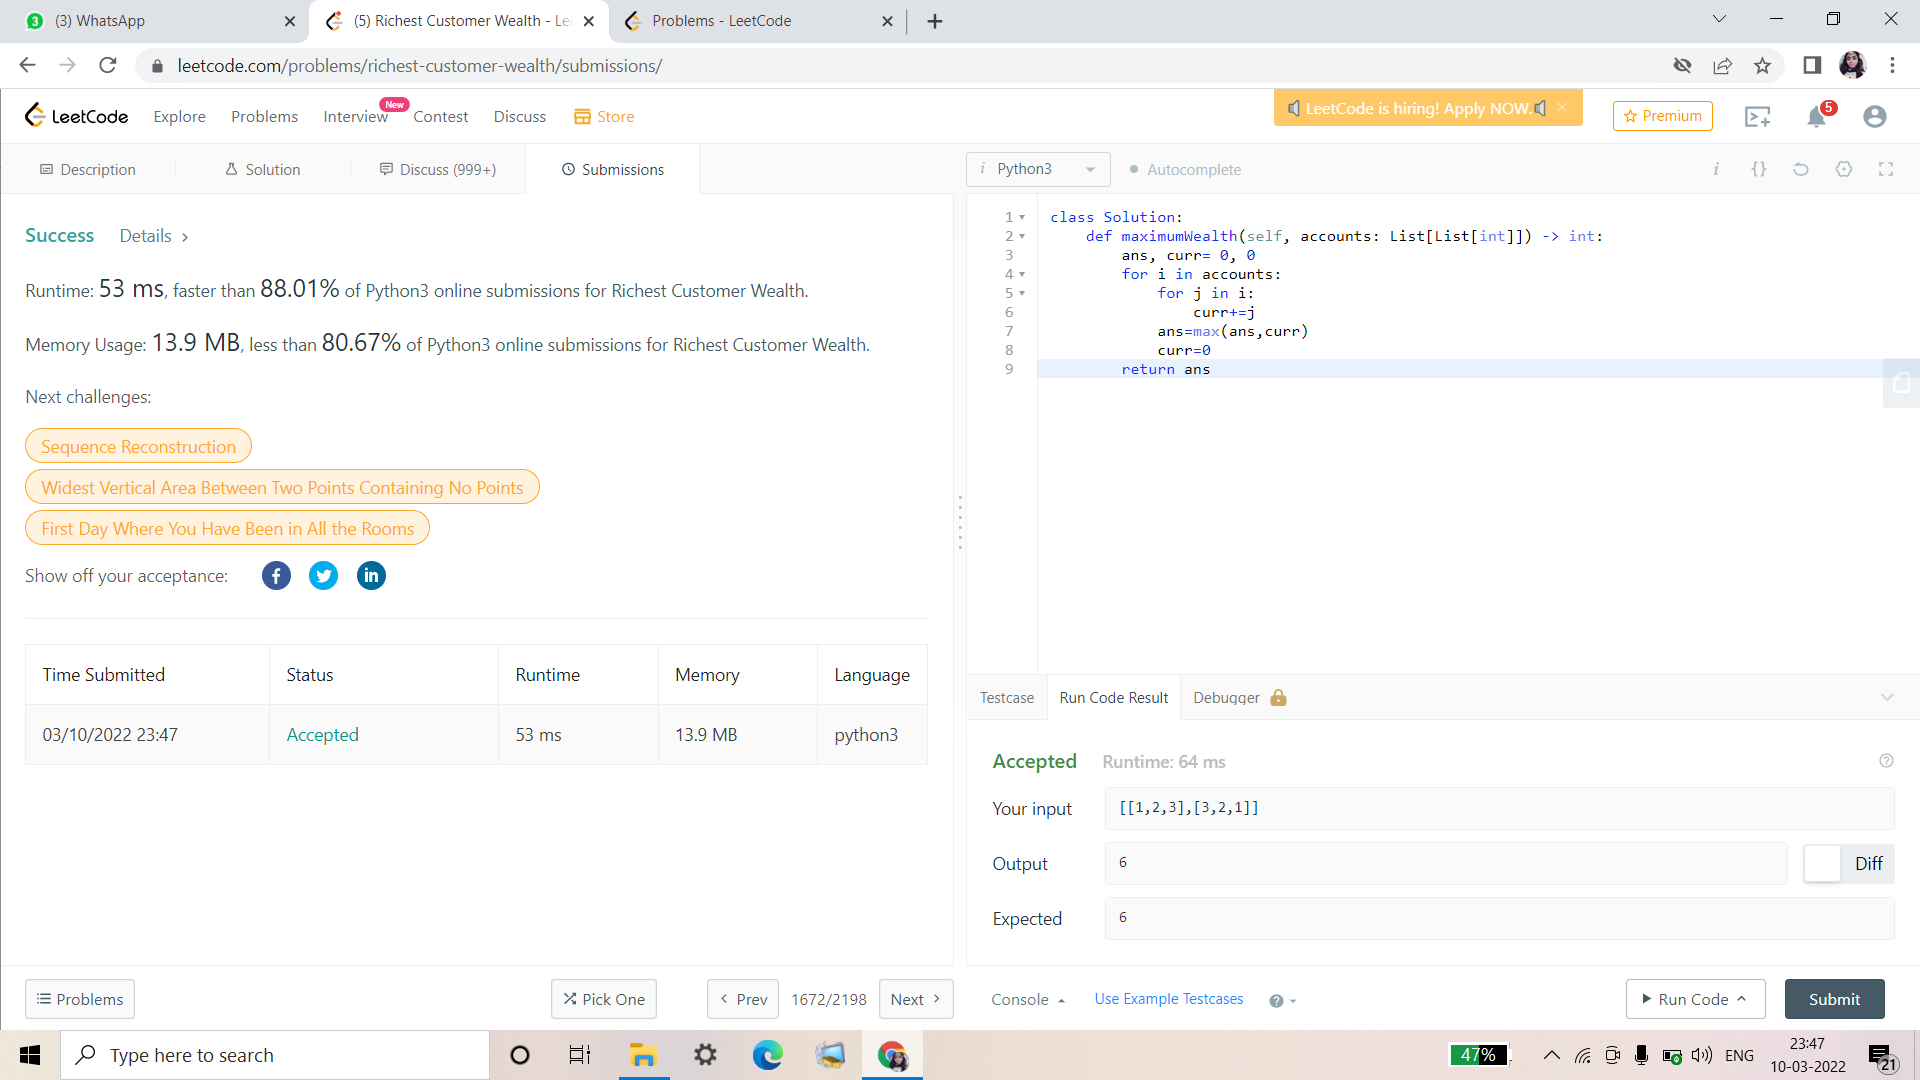 (3) WhatsApp
(5) Richest Customer Wealth - Le
Problems - LeetCode
leetcode.com/problems/richest-customer-wealth/submissions/
LeetCode
Explore
Problems
Interview
New
Contest
Discuss
Store
LeetCode is hiring! Apply NOW.
Premium
5
Description
Solution
Discuss (999+)
Submissions
i Python3
Autocomplete
i {}
Success
Details >
Runtime: 53 ms, faster than 88.01% of Python3 online submissions for Richest Customer Wealth.
Memory Usage: 13.9 MB, less than 80.67% of Python3 online submissions for Richest Customer Wealth.
Next challenges:
Sequence Reconstruction
Widest Vertical Area Between Two Points Containing No Points
First Day Where You Have Been in All the Rooms
Show off your acceptance:
Time Submitted Status Runtime Memory Language
03/10/2022 23:47 Accepted 53 ms 13.9 MB python3
1 class Solution:
2 def maximumWealth(self, accounts: List[List[int]]) -> int:
3 ans, curr= 0, 0
4 for i in accounts:
5 for j in i:
6 curr+=j
7 ans=max(ans,curr)
8 curr=0
9 return ans
Testcase
Run Code Result
Debugger
Accepted Runtime: 64 ms
Your input [[1,2,3],[3,2,1]]
Output 6
Diff
Expected 6
Problems
Pick One
< Prev
1672/2198
Next >
Console
Use Example Testcases
Run Code
Submit
Type here to search
47%
ENG
23:47
10-03-2022
21